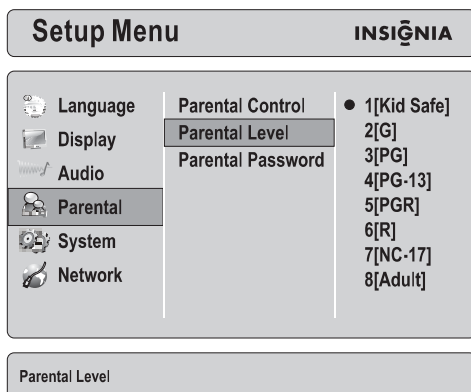 Setup Menu
INSIGNIA
Language
Display
Audio
Parental
System
Network
Parental Control
Parental Level
Parental Password
1[Kid Safe]
2[G]
3[PG]
4[PG-13]
5[PGR]
6[R]
7[NC-17]
8[Adult]
Parental Level